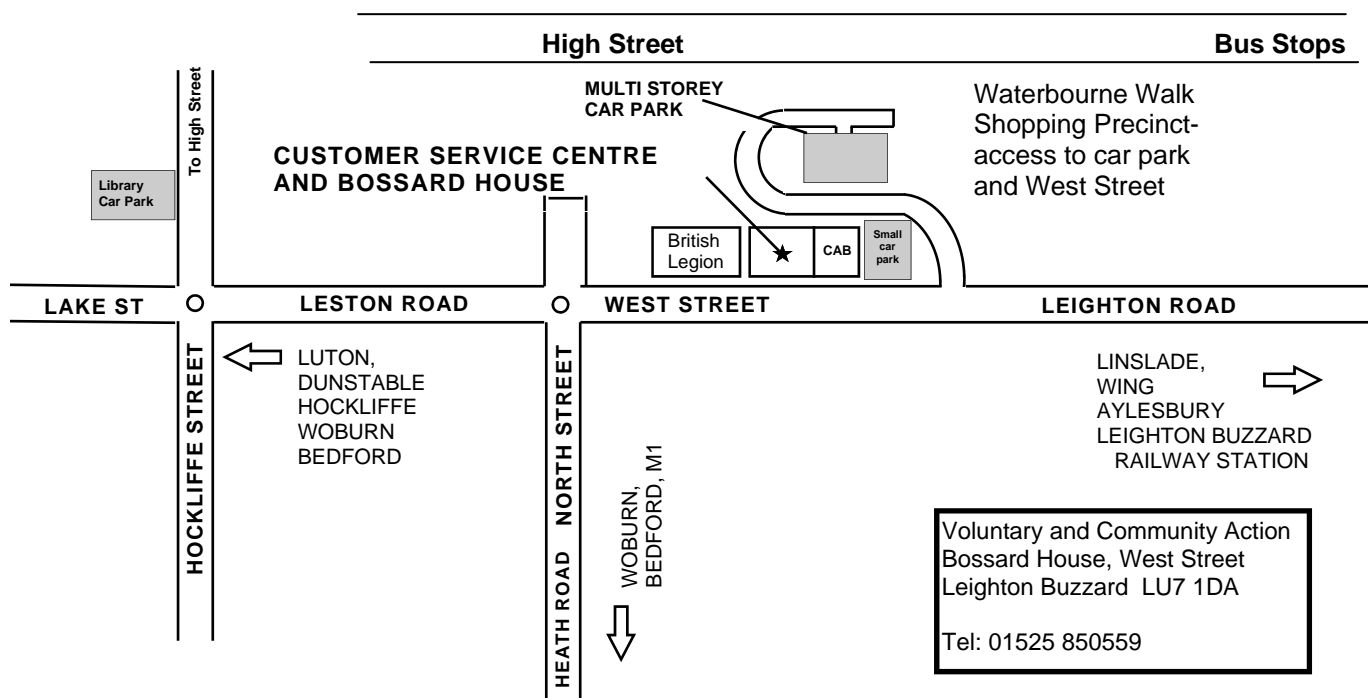 High Street
Bus Stops
To High Street
MULTI STOREY
CAR PARK
Waterbourne Walk
Shopping Precinct-
access to car park
and West Street
CUSTOMER SERVICE CENTRE
AND BOSSARD HOUSE
Library
Car Park
British
Legion
CAB
Small
car
park
LAKE ST
LESTON ROAD
WEST STREET
LEIGHTON ROAD
HOCKLIFFE STREET
LUTON,
DUNSTABLE
HOCKLIFFE
WOBURN
BEDFORD
HEATH ROAD NORTH STREET
WOBURN,
BEDFORD, M1
LINSLADE,
WING
AYLESBURY
LEIGHTON BUZZARD
RAILWAY STATION
Voluntary and Community Action
Bossard House, West Street
Leighton Buzzard LU7 1DA
Tel: 01525 850559